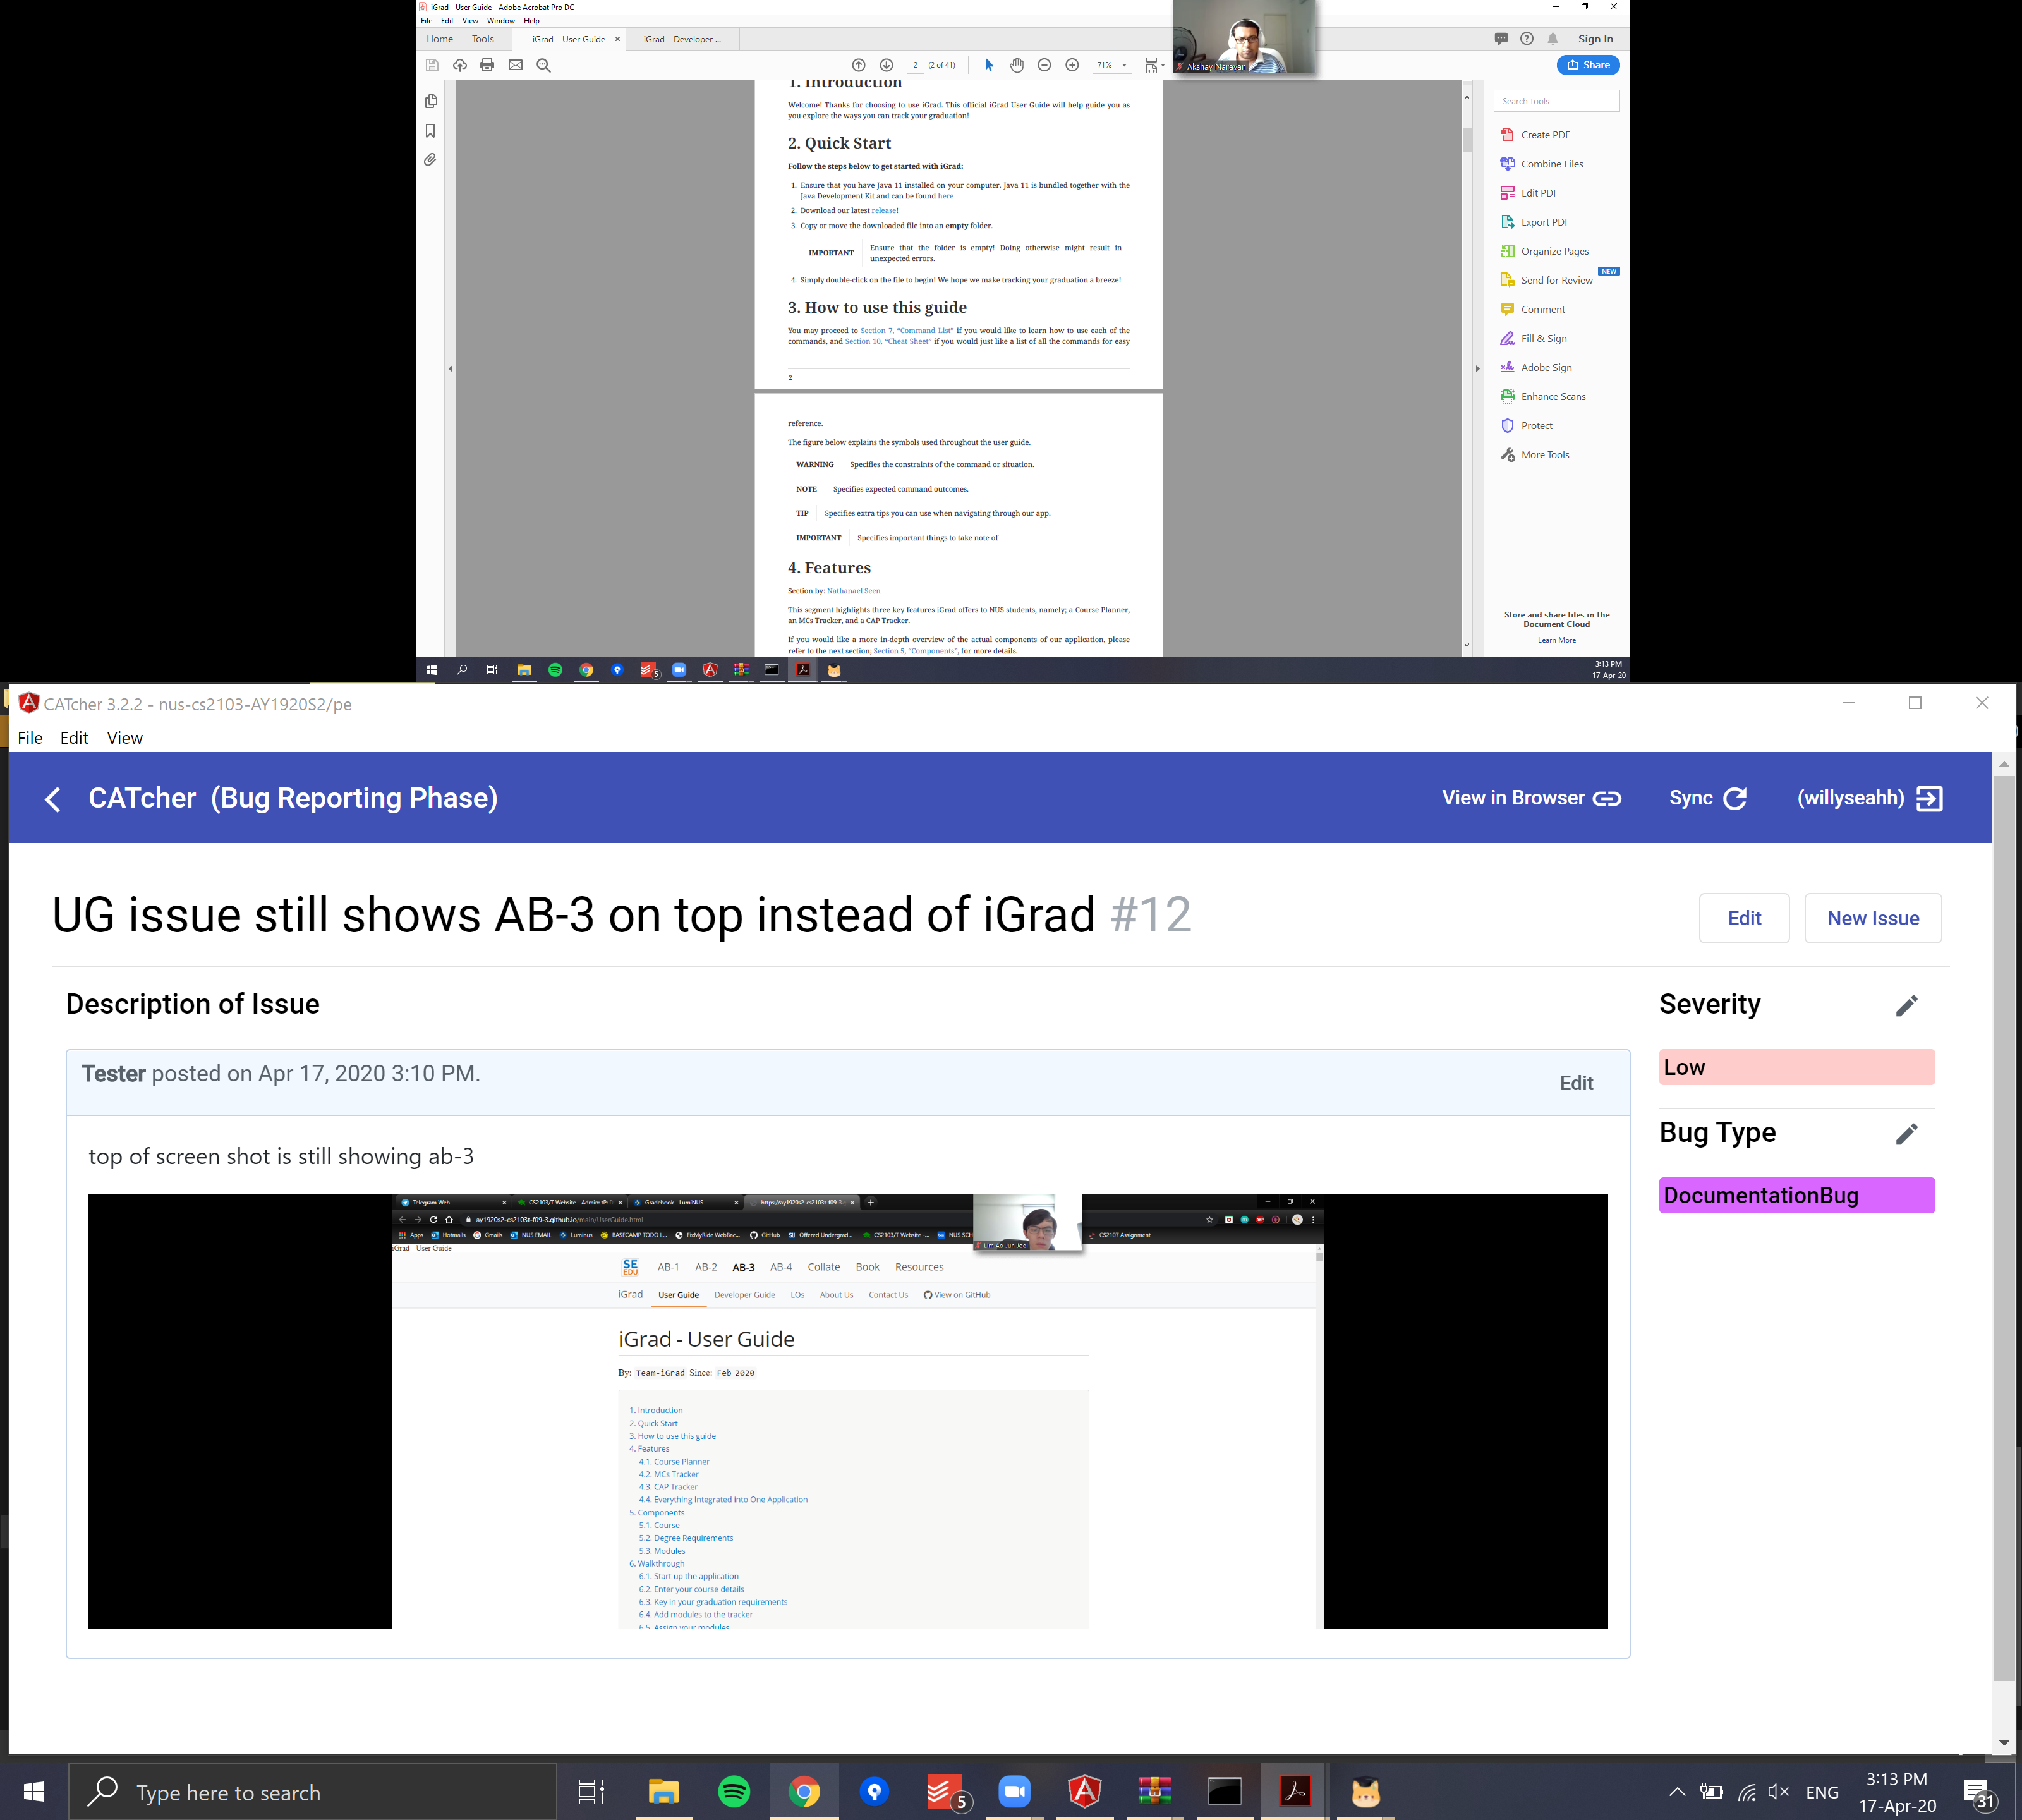 iGrad - User Guide - Adobe Acrobat Pro DC
File Edit View Window Help
Home Tools iGrad - User Guide × iGrad - Developer ...
Sign In
2 (2 of 41) 71%
Share
Akshay Narayan
1. Introduction
Welcome! Thanks for choosing to use iGrad. This official iGrad User Guide will help guide you as
you explore the ways you can track your graduation!
2. Quick Start
Follow the steps below to get started with iGrad:
1. Ensure that you have Java 11 installed on your computer. Java 11 is bundled together with the
Java Development Kit and can be found here
2. Download our latest release!
3. Copy or move the downloaded file into an empty folder.
IMPORTANT Ensure that the folder is empty! Doing otherwise might result in
unexpected errors.
4. Simply double-click on the file to begin! We hope we make tracking your graduation a breeze!
3. How to use this guide
You may proceed to Section 7, “Command List” if you would like to learn how to use each of the
commands, and Section 10, “Cheat Sheet” if you would just like a list of all the commands for easy
2
reference.
The figure below explains the symbols used throughout the user guide.
WARNING Specifies the constraints of the command or situation.
NOTE Specifies expected command outcomes.
TIP Specifies extra tips you can use when navigating through our app.
IMPORTANT Specifies important things to take note of
4. Features
Section by: Nathanael Seen
This segment highlights three key features iGrad offers to NUS students, namely; a Course Planner,
an MCs Tracker, and a CAP Tracker.
If you would like a more in-depth overview of the actual components of our application, please
refer to the next section; Section 5, “Components”, for more details.
Search tools
Create PDF
Combine Files
Edit PDF
Export PDF
Organize Pages
Send for Review NEW
Comment
Fill & Sign
Adobe Sign
Enhance Scans
Protect
More Tools
Store and share files in the
Document Cloud
Learn More
5
3:13 PM
17-Apr-20
CATcher 3.2.2 - nus-cs2103-AY1920S2/pe
File Edit View
CATcher (Bug Reporting Phase)
View in Browser Sync (willyseahh)
UG issue still shows AB-3 on top instead of iGrad #12
Edit New Issue
Description of Issue
Tester posted on Apr 17, 2020 3:10 PM.
Edit
top of screen shot is still showing ab-3
Telegram Web × CS2103/T Website - Admin: tP: D × Gradebook - LumiNUS × https://ay1920s2-cs2103t-f09-3. × +
ay1920s2-cs2103t-f09-3.github.io/main/UserGuide.html
Apps Hotmails Gmails NUS EMAIL Luminus BASECAMP TODO L... FixMyRide WebBac... GitHub Offered Undergrad... CS2103/T Website -... NUS SCH CS2107 Assignment
Lim Ao Jun Joel
iGrad - User Guide
SE
EDU
AB-1 AB-2 AB-3 AB-4 Collate Book Resources
iGrad User Guide Developer Guide LOs About Us Contact Us View on GitHub
iGrad - User Guide
By: Team-iGrad Since: Feb 2020
1. Introduction
2. Quick Start
3. How to use this guide
4. Features
4.1. Course Planner
4.2. MCs Tracker
4.3. CAP Tracker
4.4. Everything Integrated Into One Application
5. Components
5.1. Course
5.2. Degree Requirements
5.3. Modules
6. Walkthrough
6.1. Start up the application
6.2. Enter your course details
6.3. Key in your graduation requirements
6.4. Add modules to the tracker
6.5. Assign your modules
Severity
Low
Bug Type
DocumentationBug
Type here to search
5
ENG
3:13 PM
17-Apr-20
31